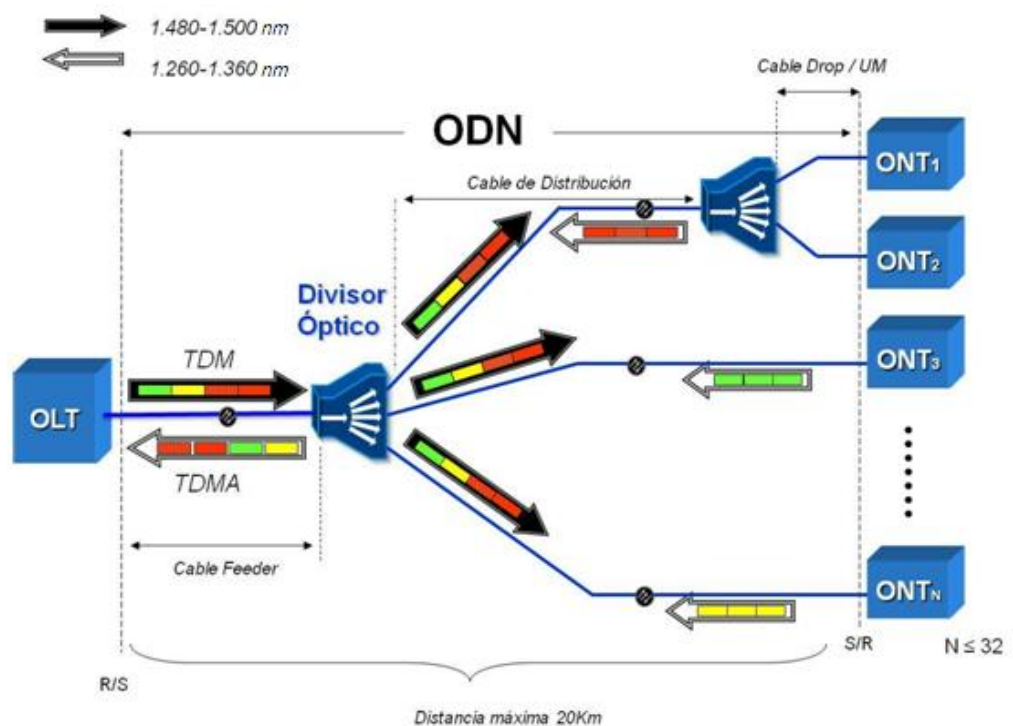 1.480-1.500 nm
1.260-1.360 nm
Cable Drop / UM
ODN
ONT1
Cable de Distribución
ONT2
Divisor
Óptico
TDM
ONT3
OLT
TDMA
Cable Feeder
ONTN
S/R
N ≤ 32
R/S
Distancia máxima 20Km